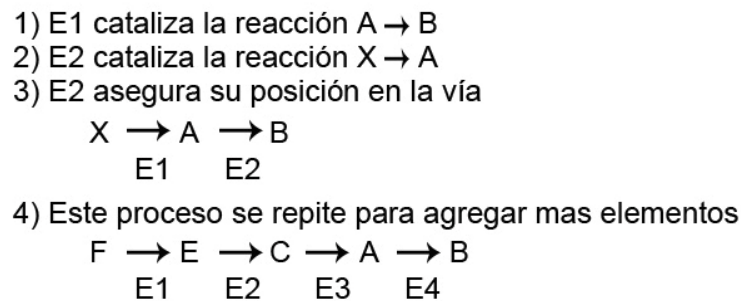 1) E1 cataliza la reacción A → B
2) E2 cataliza la reacción X → A
3) E2 asegura su posición en la vía
X → A → B
E1 E2
4) Este proceso se repite para agregar mas elementos
F → E → C → A → B
E1 E2 E3 E4